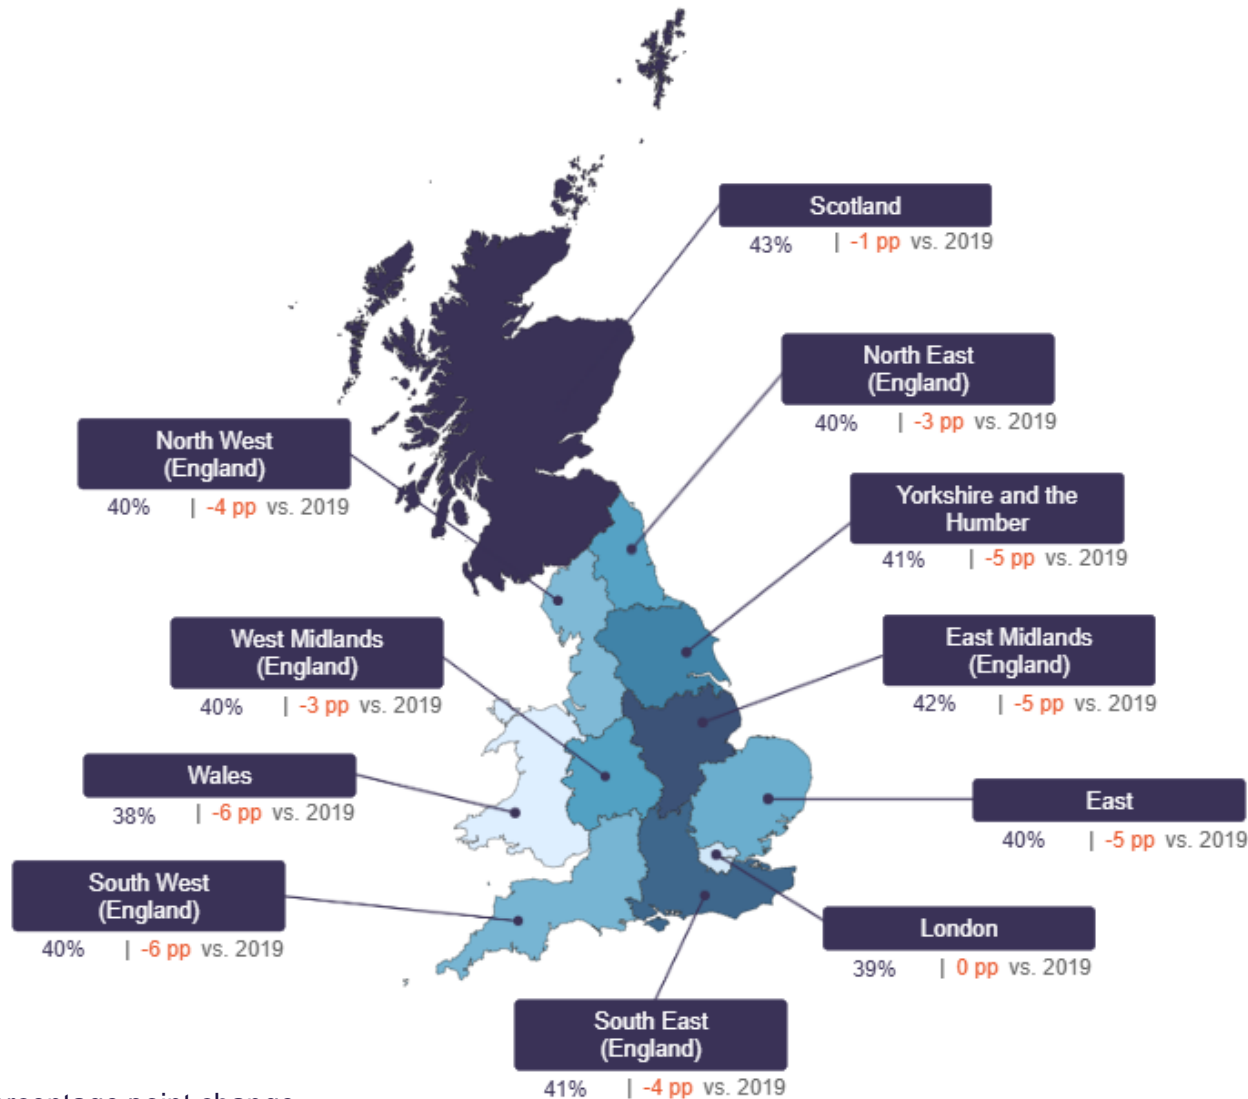 Scotland
43% | -1 pp vs. 2019
North East
(England)
40% | -3 pp vs. 2019
North West
(England)
40% | -4 pp vs. 2019
Yorkshire and the
Humber
41% | -5 pp vs. 2019
West Midlands
(England)
40% | -3 pp vs. 2019
East Midlands
(England)
42% | -5 pp vs. 2019
Wales
38% | -6 pp vs. 2019
East
40% | -5 pp vs. 2019
South West
(England)
40% | -6 pp vs. 2019
London
39% | 0 pp vs. 2019
South East
(England)
41% | -4 pp vs. 2019
point change